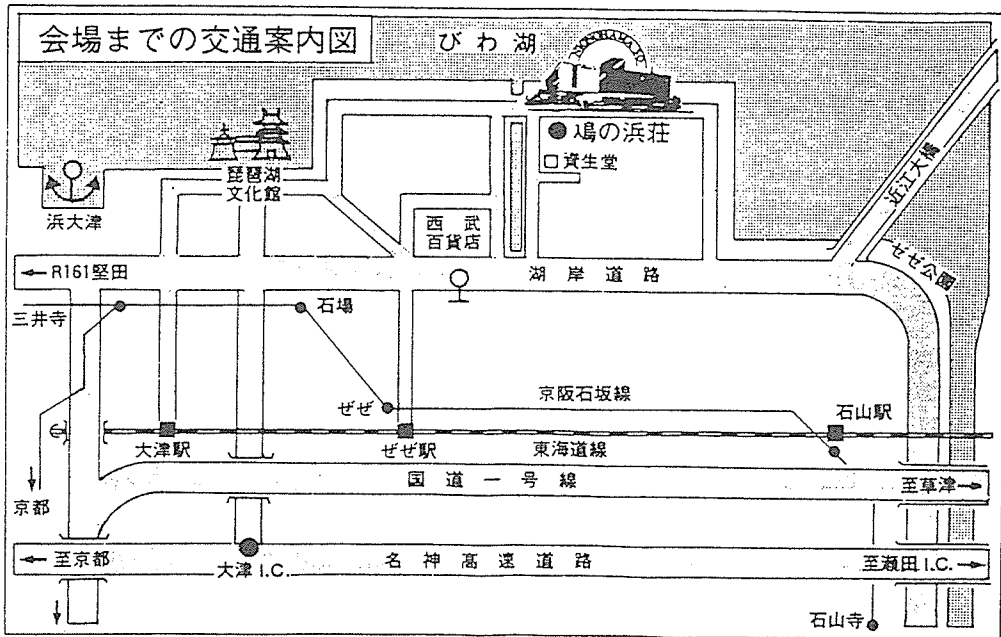 会場までの交通案内図
びわ湖
●鳰の浜荘
資生堂
近江大橋
琵琶湖
文化館
浜大津
西武
百貨店
ゼゼ公園
←R161堅田
湖岸道路
三井寺
石場
京阪石坂線
ぜぜ
石山駅
大津駅
ぜぜ駅
東海道線
国道一号線
至草津→
京都
←至京都
大津I.C.
名神高速道路
至瀬田I.C.→
石山寺